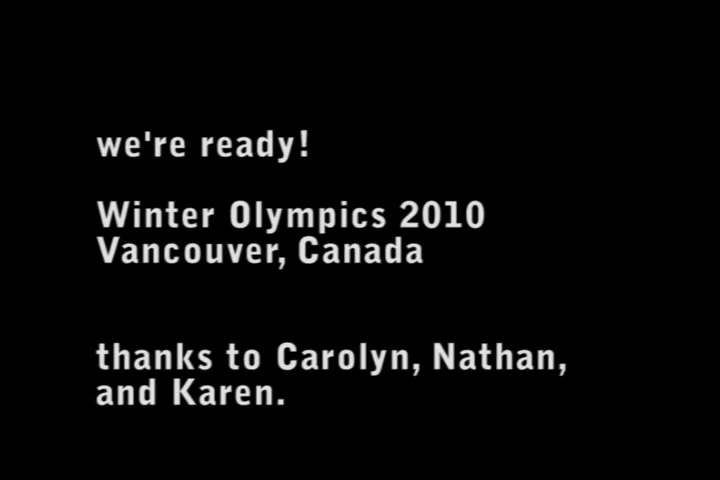 we're ready!
Winter Olympics 2010
Vancouver, Canada
thanks to Carolyn, Nathan,
and Karen.